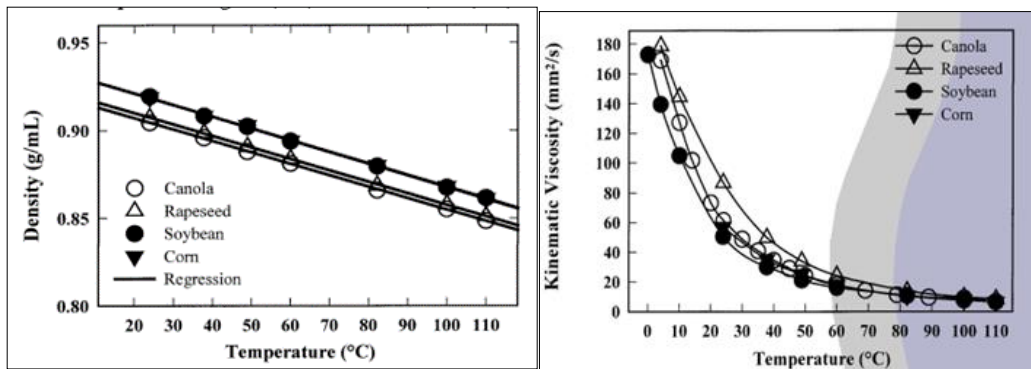 0.95
0.90
0.85
0.80
Density (g/mL)
Canola
Rapeseed
Soybean
Corn
Regression
20 30 40 50 60 70 80 90 100 110
Temperature (°C)
180
160
140
120
100
80
60
40
20
0
Kinematic Viscosity (mm²/s)
Canola
Rapeseed
Soybean
Corn
0 10 20 30 40 50 60 70 80 90 100 110
Temperature (°C)